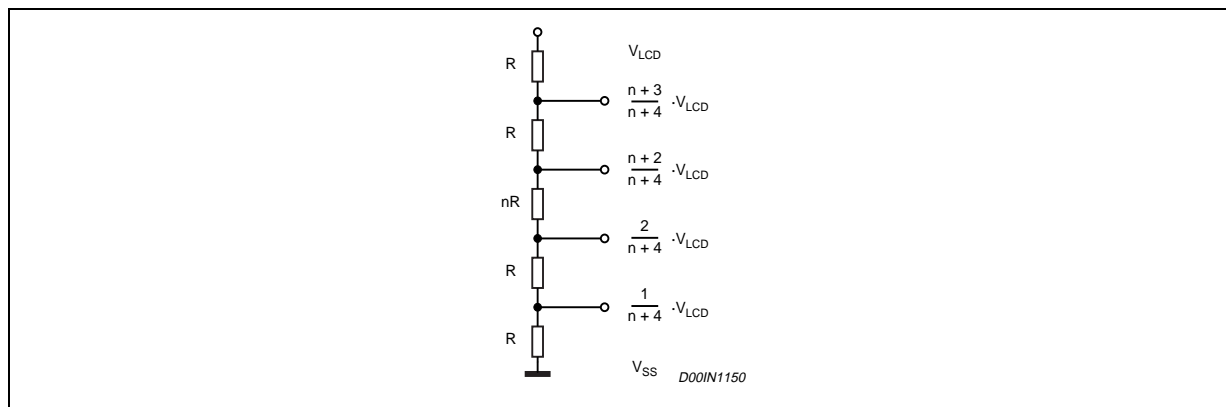 V_LCD
R
n + 3
n + 4 ·V_LCD
R
n + 2
n + 4 ·V_LCD
nR
2
n + 4 ·V_LCD
R
1
n + 4 ·V_LCD
R
V_SS D00IN1150